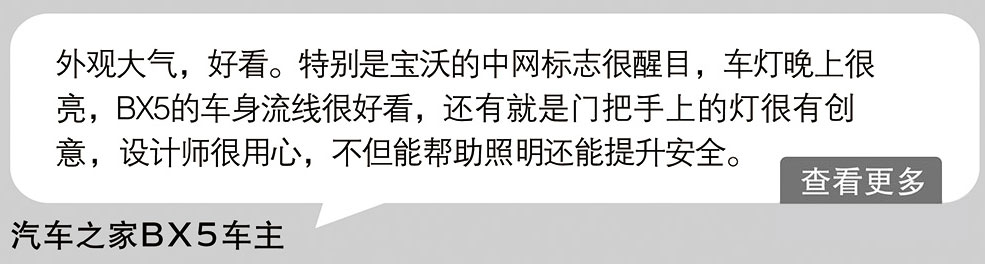 外观大气，好看。特别是宝沃的中网标志很醒目，车灯晚上很
亮，BX5的车身流线很好看，还有就是门把手上的灯很有创
意，设计师很用心，不但能帮助照明还能提升安全。
查看更多
汽车之家BX5车主